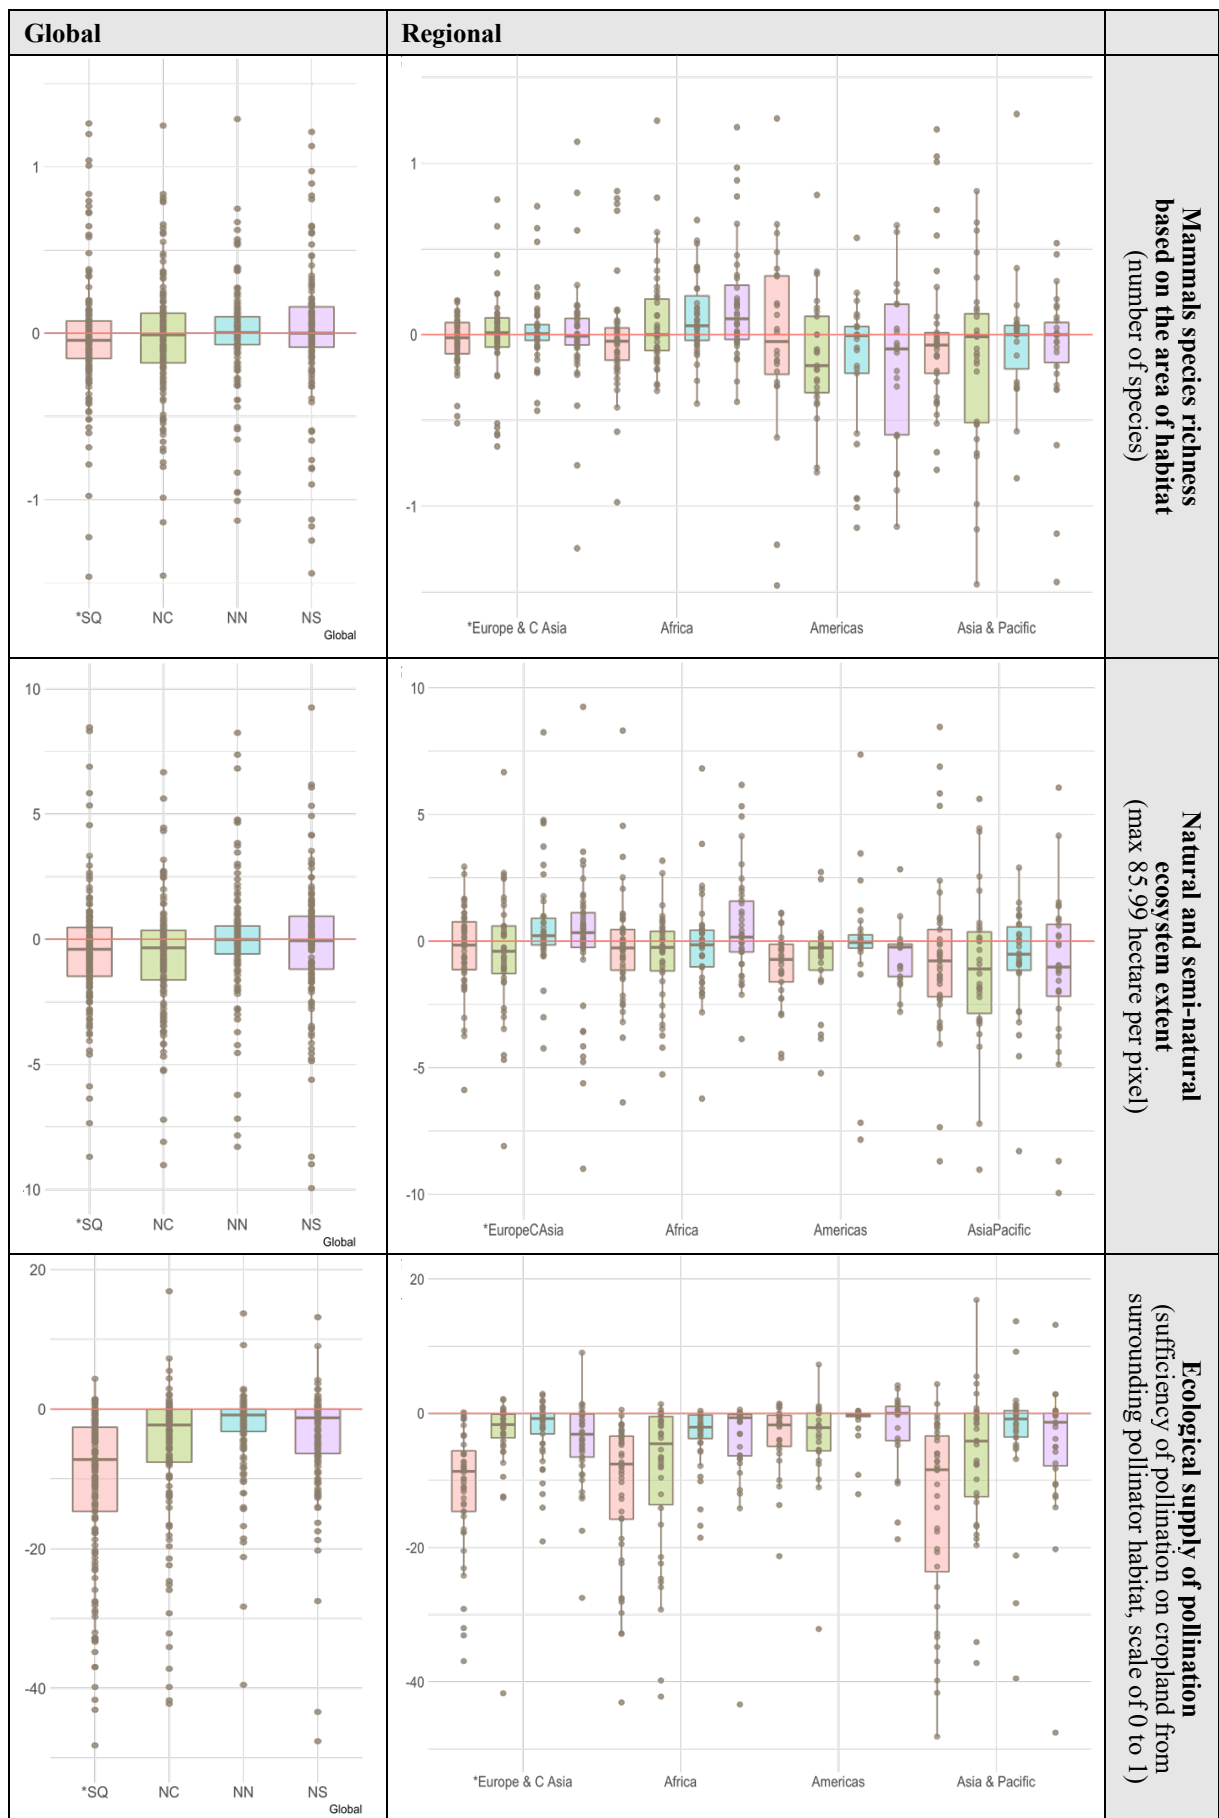 Global
Regional
1
0
-1
*SQ NC NN NS
Global
1
0
-1
*Europe & C Asia Africa Americas Asia & Pacific
Mammals species richness
based on the area of habitat
(number of species)
10
5
0
-5
-10
*SQ NC NN NS
Global
10
5
0
-5
-10
*EuropeCAsia Africa Americas AsiaPacific
Natural and semi-natural
ecosystem extent
(max 85.99 hectare per pixel)
20
0
-20
-40
*SQ NC NN NS
Global
20
0
-20
-40
*Europe & C Asia Africa Americas Asia & Pacific
Ecological supply of pollination
(sufficiency of pollination on cropland from
surrounding pollinator habitat, scale of 0 to 1)